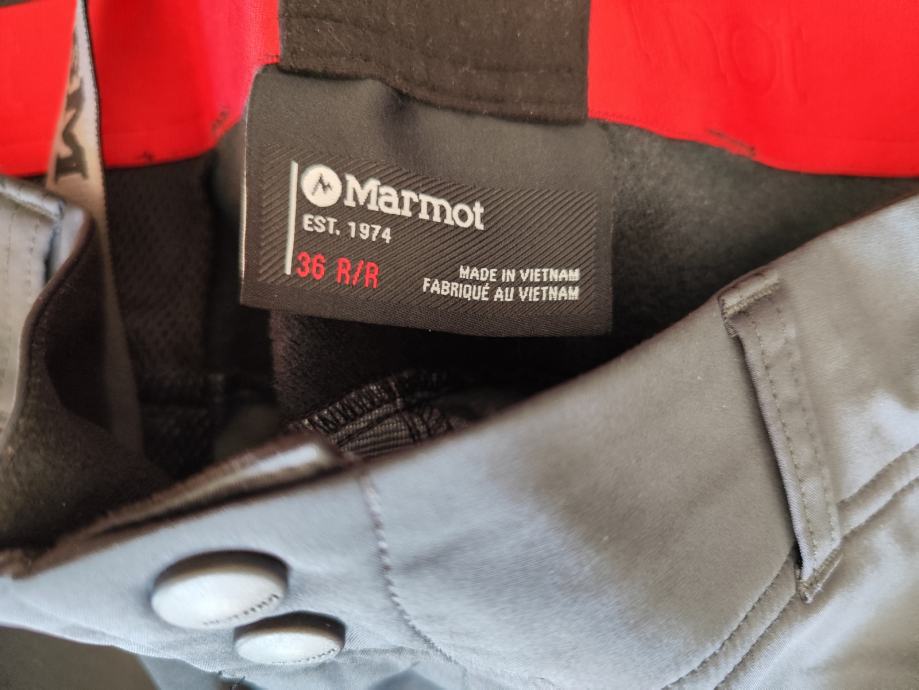 Marmot
EST. 1974
36 R/R
MADE IN VIETNAM
FABRIQUÉ AU VIETNAM